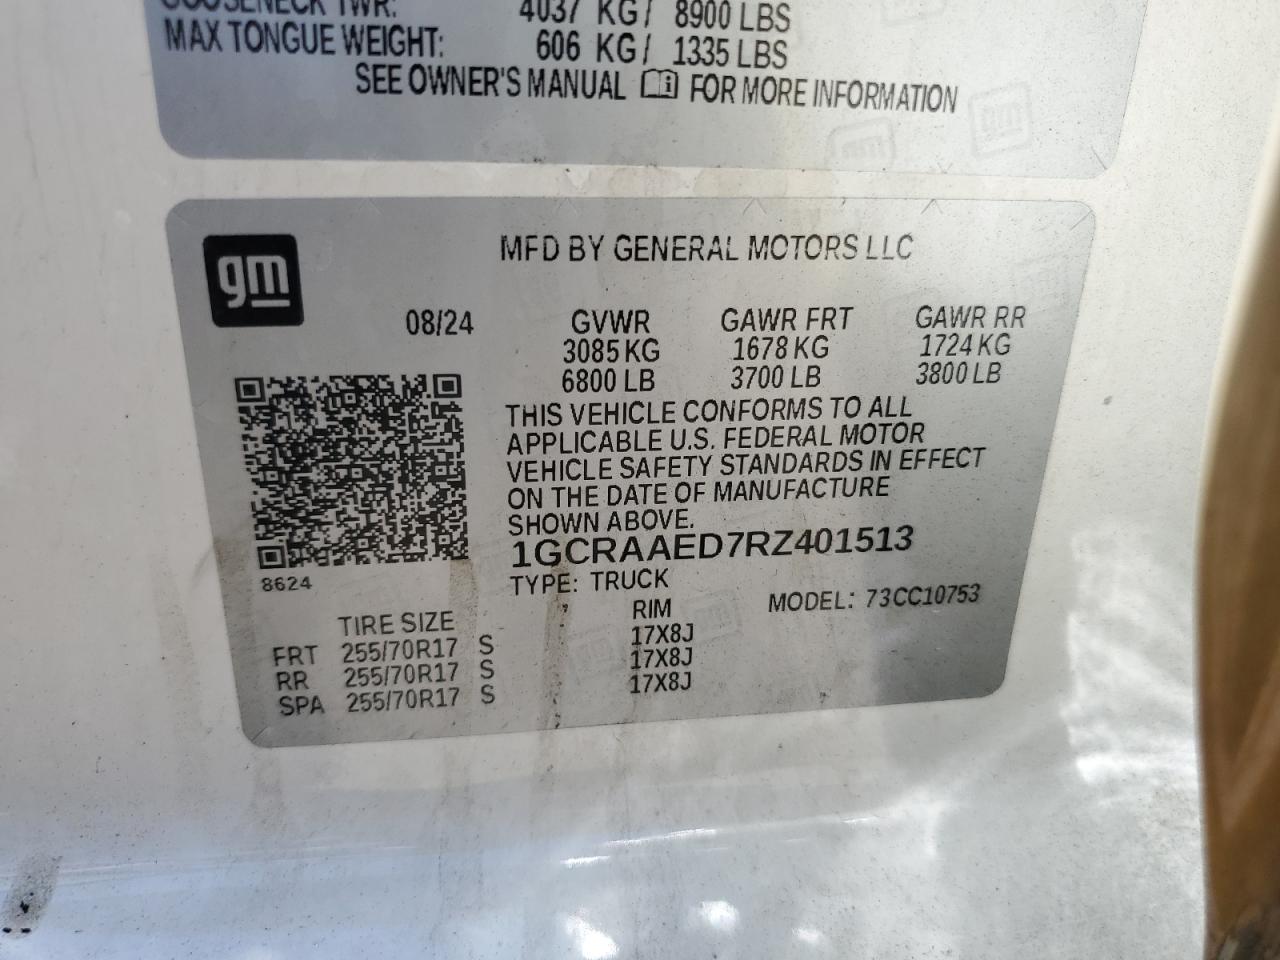 GOOSENECK TWR: 4037 KG/ 8900 LBS
MAX TONGUE WEIGHT: 606 KG/ 1335 LBS
SEE OWNER'S MANUAL FOR MORE INFORMATION
gm
MFD BY GENERAL MOTORS LLC
08/24 GVWR GAWR FRT GAWR RR
3085 KG 1678 KG 1724 KG
6800 LB 3700 LB 3800 LB
THIS VEHICLE CONFORMS TO ALL
APPLICABLE U.S. FEDERAL MOTOR
VEHICLE SAFETY STANDARDS IN EFFECT
ON THE DATE OF MANUFACTURE
SHOWN ABOVE.
1GCRAAED7RZ401513
8624
TYPE: TRUCK MODEL: 73CC10753
TIRE SIZE RIM
FRT 255/70R17 S 17X8J
RR 255/70R17 S 17X8J
SPA 255/70R17 S 17X8J